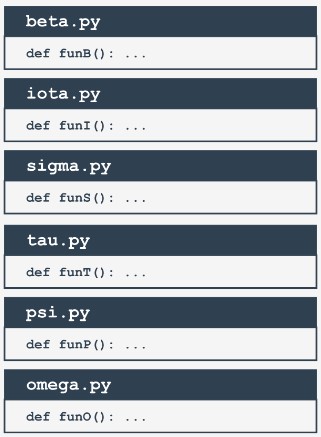 beta.py
def funB(): ...
iota.py
def funI(): ...
sigma.py
def funS(): ...
tau.py
def funT(): ...
psi.py
def funP(): ...
omega.py
def funO(): ...